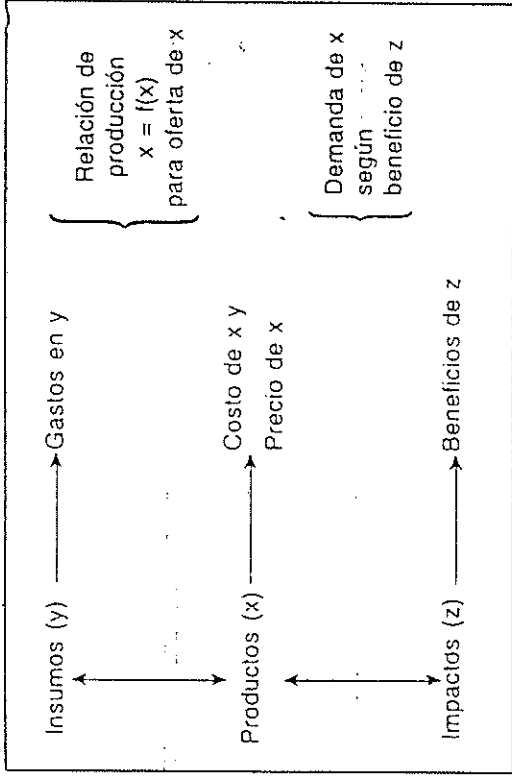 Insumos (y) Gastos en y
Relación de
producción
x = f(x)
para oferta de x
Productos (x) Costo de x y
Precio de x
Demanda de x
según
beneficio de z
Impactos (z) Beneficios de z